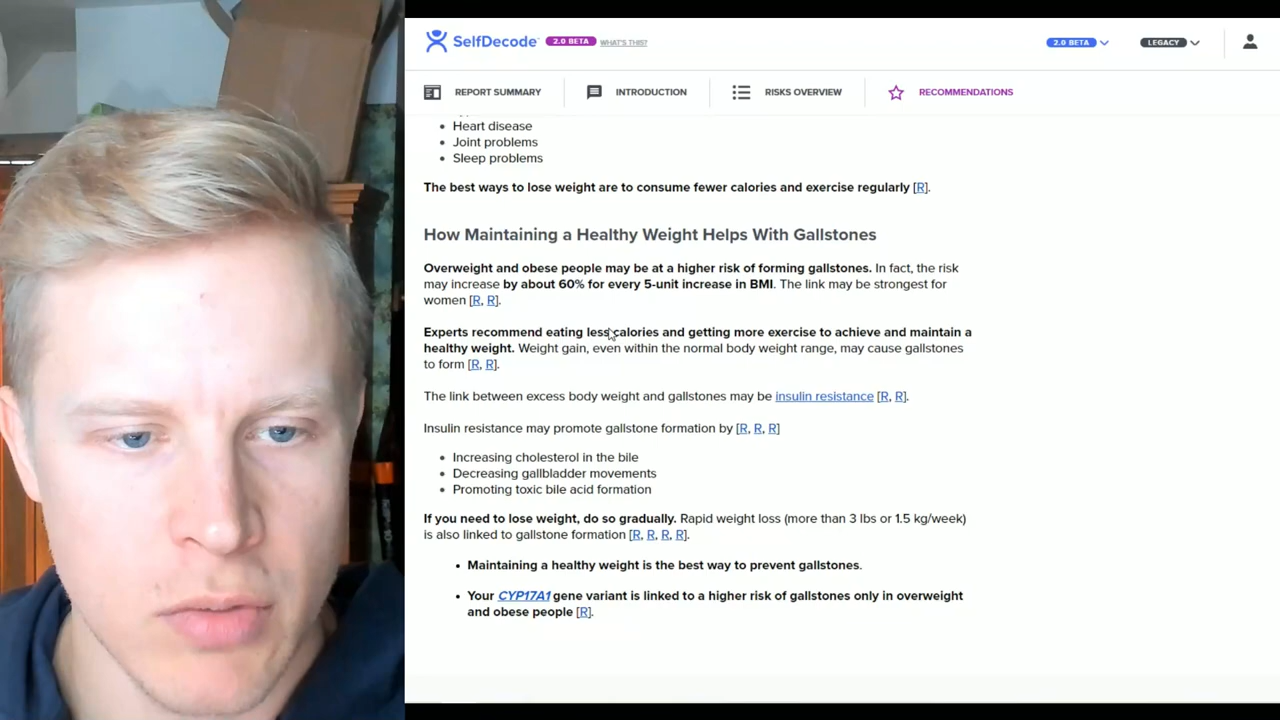 SelfDecode 2.0 BETA WHAT'S THIS? 2.0 BETA LEGACY
REPORT SUMMARY INTRODUCTION RISKS OVERVIEW RECOMMENDATIONS
• Heart disease
• Joint problems
• Sleep problems
The best ways to lose weight are to consume fewer calories and exercise regularly [R].
How Maintaining a Healthy Weight Helps With Gallstones
Overweight and obese people may be at a higher risk of forming gallstones. In fact, the risk
may increase by about 60% for every 5-unit increase in BMI. The link may be strongest for
women [R, R].
Experts recommend eating less calories and getting more exercise to achieve and maintain a
healthy weight. Weight gain, even within the normal body weight range, may cause gallstones
to form [R, R].
The link between excess body weight and gallstones may be insulin resistance [R, R].
Insulin resistance may promote gallstone formation by [R, R, R]
• Increasing cholesterol in the bile
• Decreasing gallbladder movements
• Promoting toxic bile acid formation
If you need to lose weight, do so gradually. Rapid weight loss (more than 3 lbs or 1.5 kg/week)
is also linked to gallstone formation [R, R, R, R].
• Maintaining a healthy weight is the best way to prevent gallstones.
• Your CYP17A1 gene variant is linked to a higher risk of gallstones only in overweight
and obese people [R].